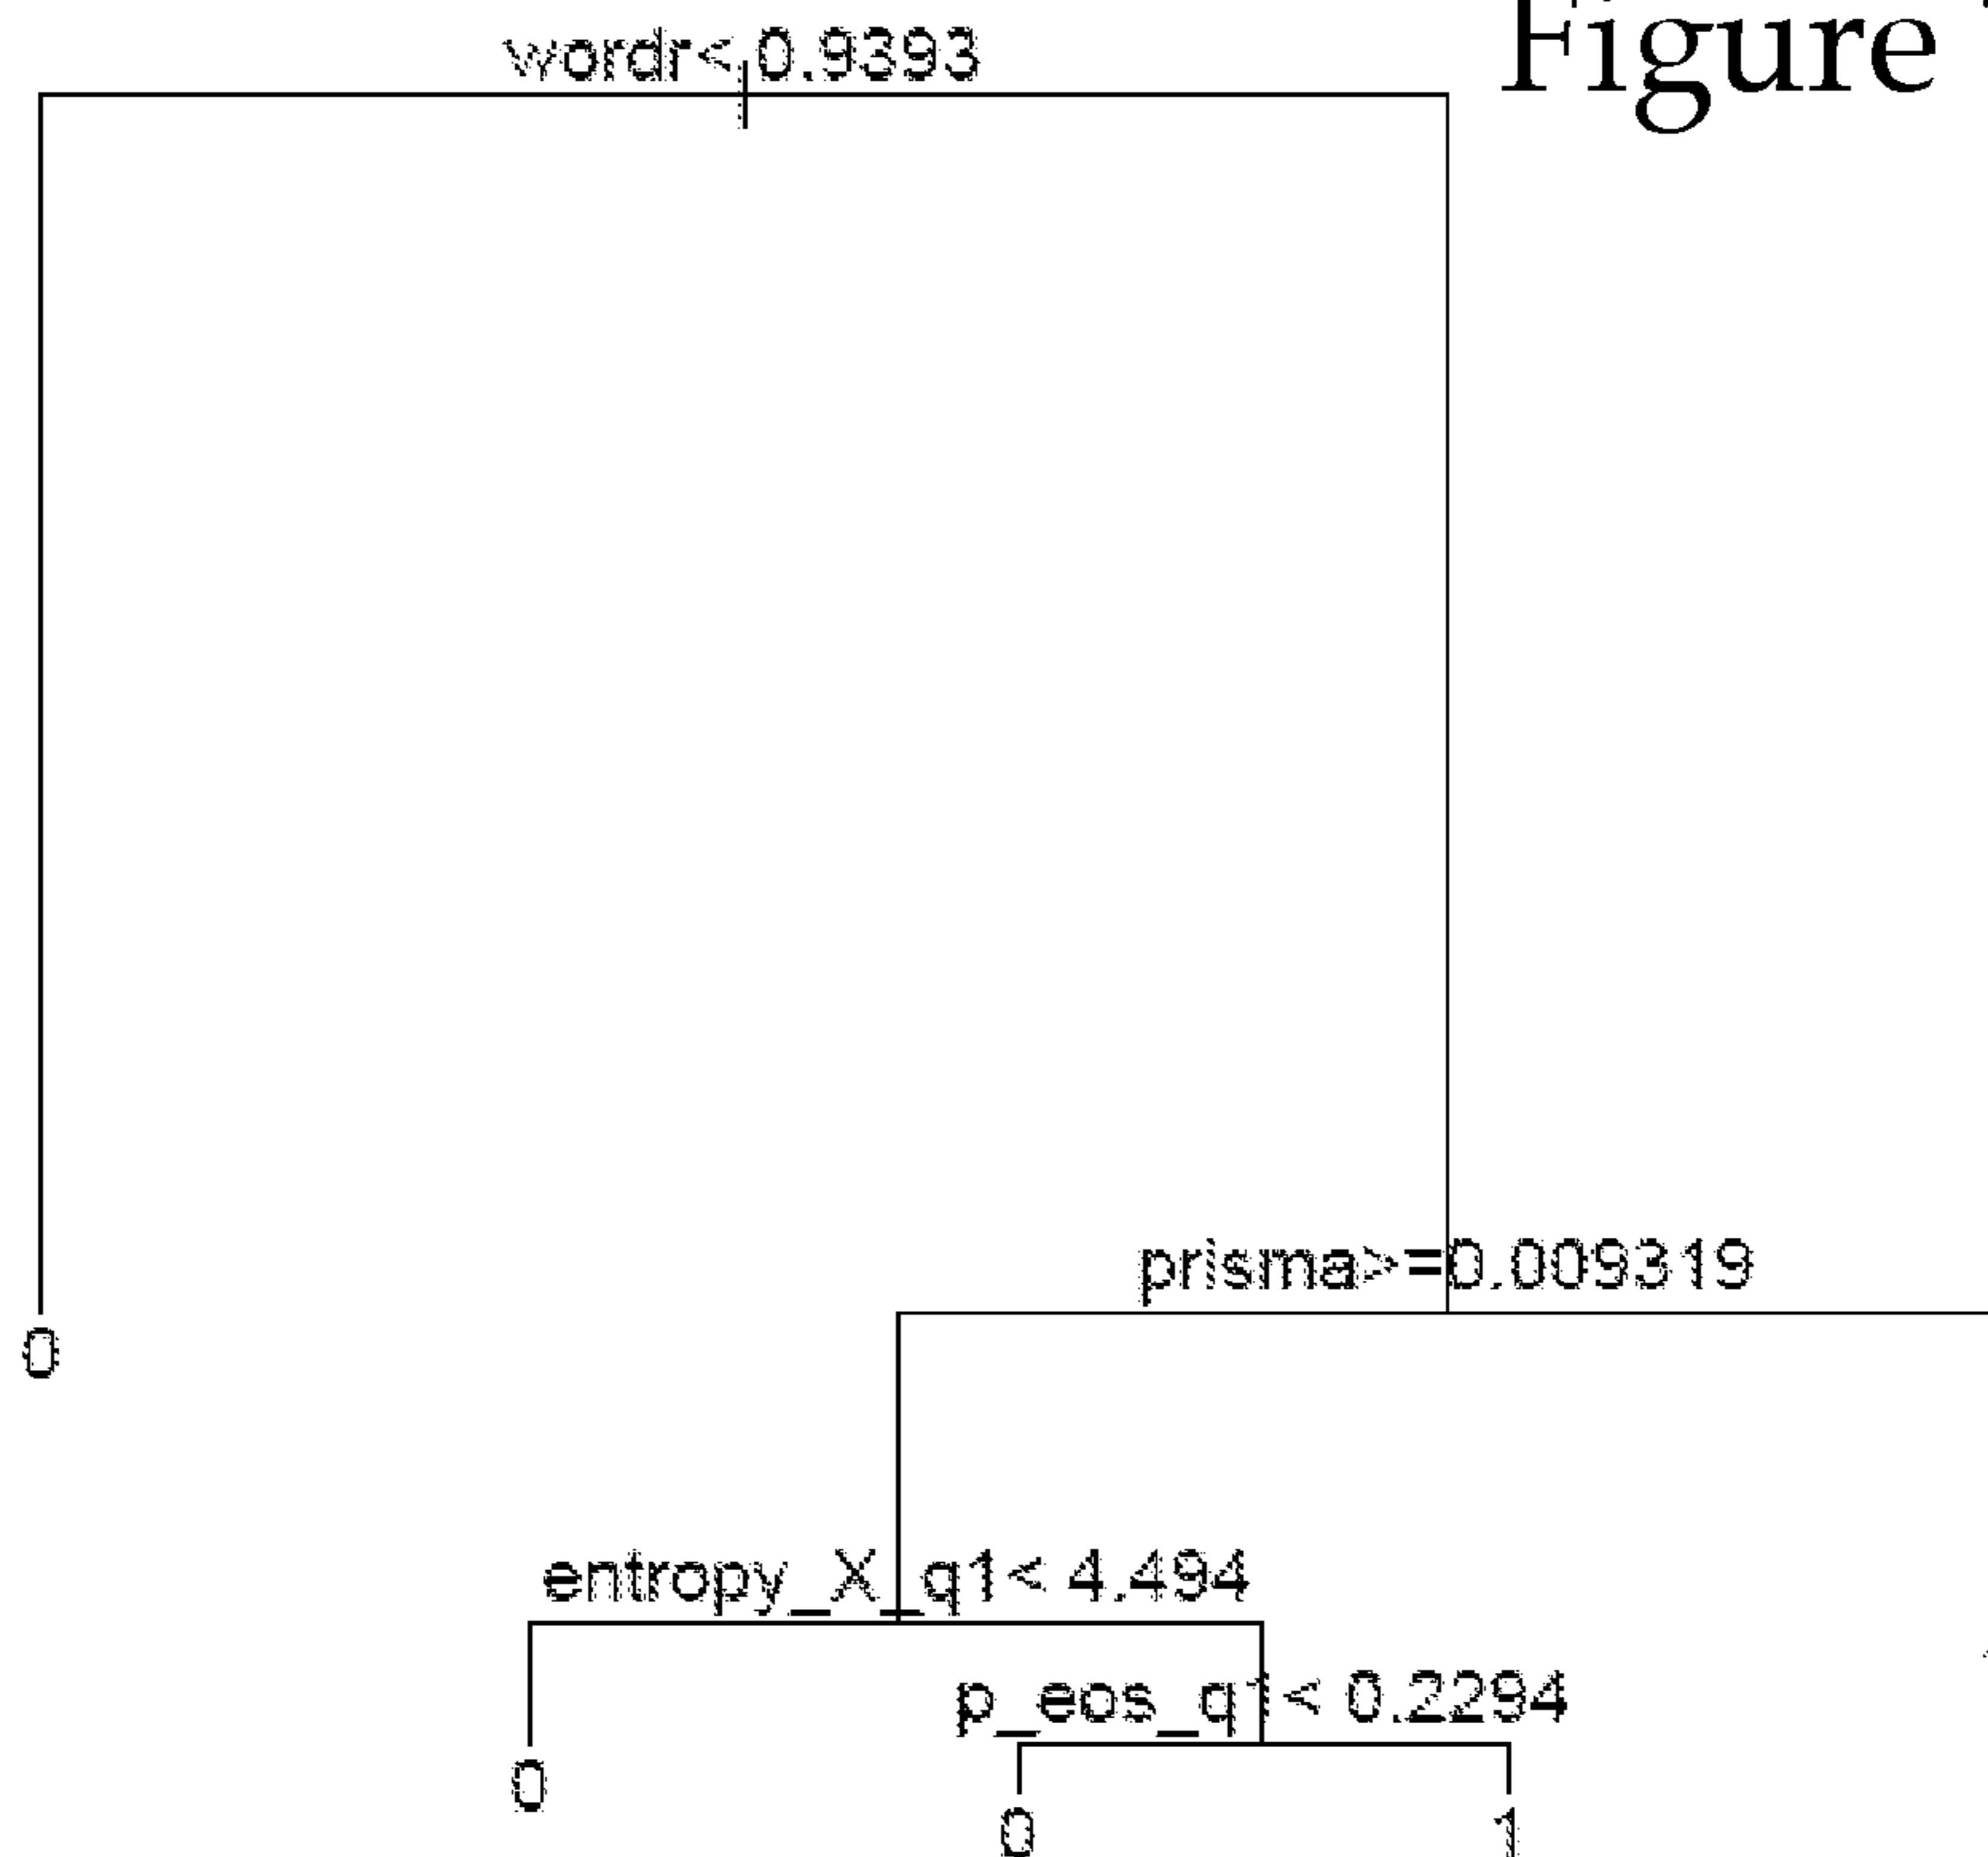 wordr< 0.9393
Figure
prisma>=0.009319
0
entropy_X_q1< 4.494
p_eos_q1< 0.2294
0
0
1